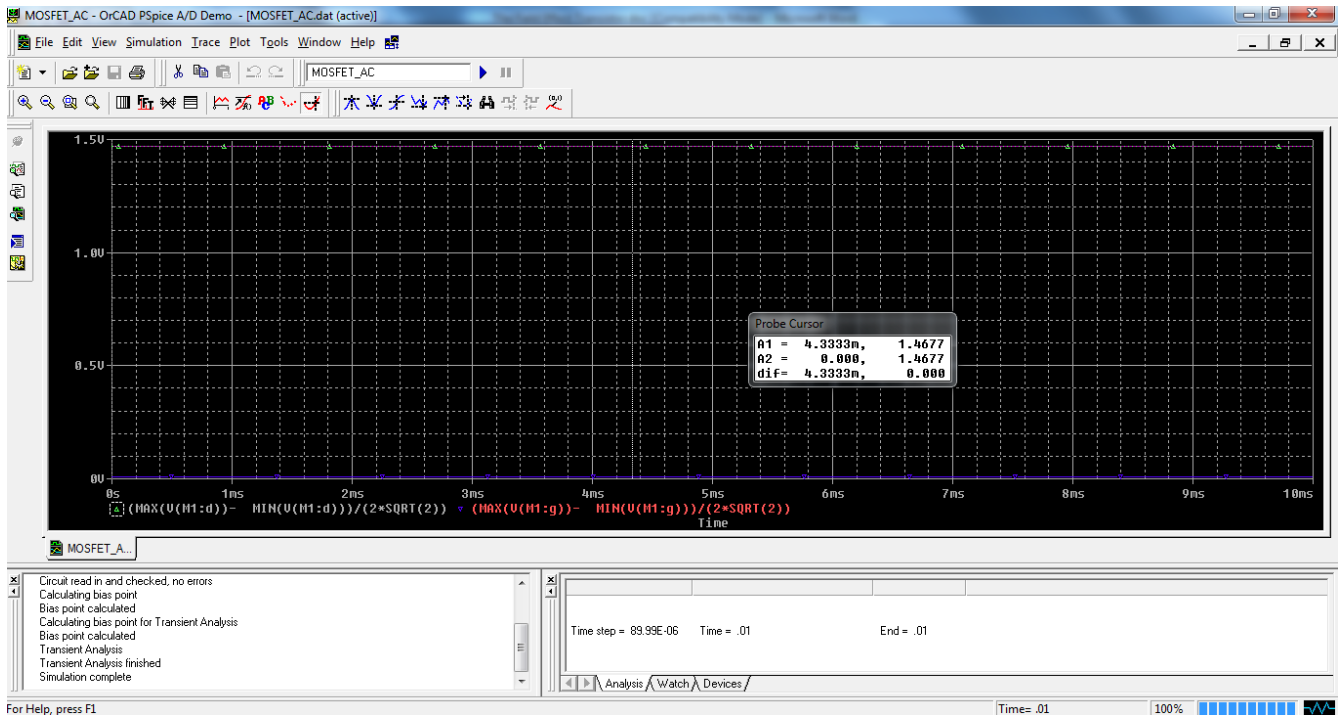 MOSFET_AC - OrCAD PSpice A/D Demo - [MOSFET_AC.dat (active)]
File Edit View Simulation Trace Plot Tools Window Help
MOSFET_AC
1.5V
1.0V
0.5V
0V
Probe Cursor
A1 = 4.3333m, 1.4677
A2 = 0.000, 1.4677
dif= 4.3333m, 0.000
0s 1ms 2ms 3ms 4ms 5ms 6ms 7ms 8ms 9ms 10ms
(MAX(V(M1:d))- MIN(V(M1:d)))/(2*SQRT(2)) (MAX(V(M1:g))- MIN(V(M1:g)))/(2*SQRT(2))
Time
MOSFET_A...
Circuit read in and checked, no errors
Calculating bias point
Bias point calculated
Calculating bias point for Transient Analysis
Bias point calculated
Transient Analysis
Transient Analysis finished
Simulation complete
Time step = 89.99E-06 Time = .01 End = .01
Analysis Watch Devices
For Help, press F1
Time= .01 100%